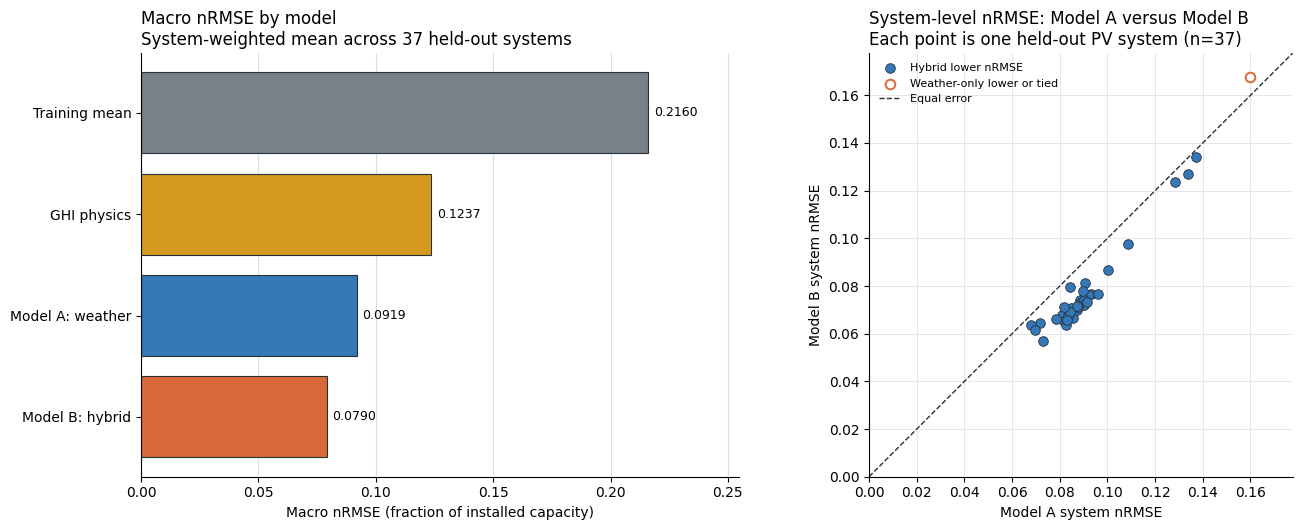 Macro nRMSE by model
System-weighted mean across 37 held-out systems
Training mean
GHI physics
Model A: weather
Model B: hybrid
0.2160
0.1237
0.0919
0.0790
0.00 0.05 0.10 0.15 0.20 0.25
Macro nRMSE (fraction of installed capacity)
System-level nRMSE: Model A versus Model B
Each point is one held-out PV system (n=37)
Hybrid lower nRMSE
Weather-only lower or tied
Equal error
Model B system nRMSE
0.16
0.14
0.12
0.10
0.08
0.06
0.04
0.02
0.00
0.00 0.02 0.04 0.06 0.08 0.10 0.12 0.14 0.16
Model A system nRMSE